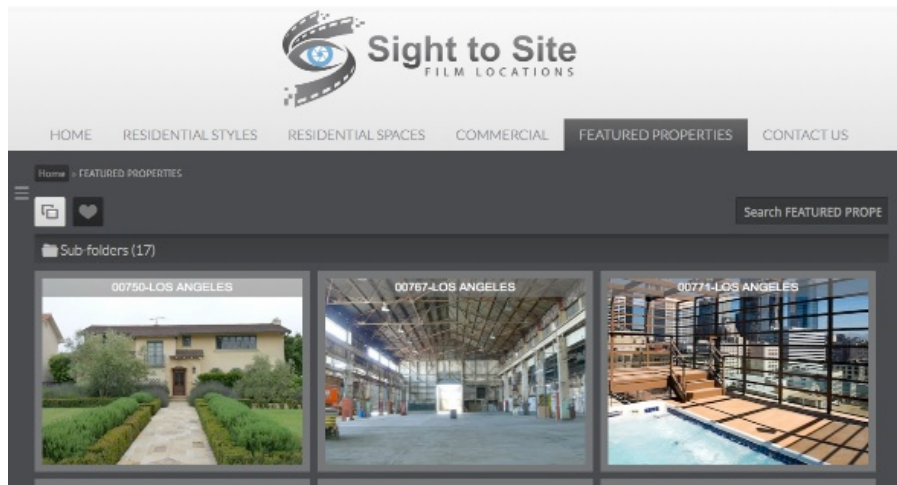 Sight to Site
FILM LOCATIONS
HOME RESIDENTIAL STYLES RESIDENTIAL SPACES COMMERCIAL FEATURED PROPERTIES CONTACT US
Home » FEATURED PROPERTIES
Search FEATURED PROPE
Sub-folders (17)
00750-LOS ANGELES 00767-LOS ANGELES 00771-LOS ANGELES